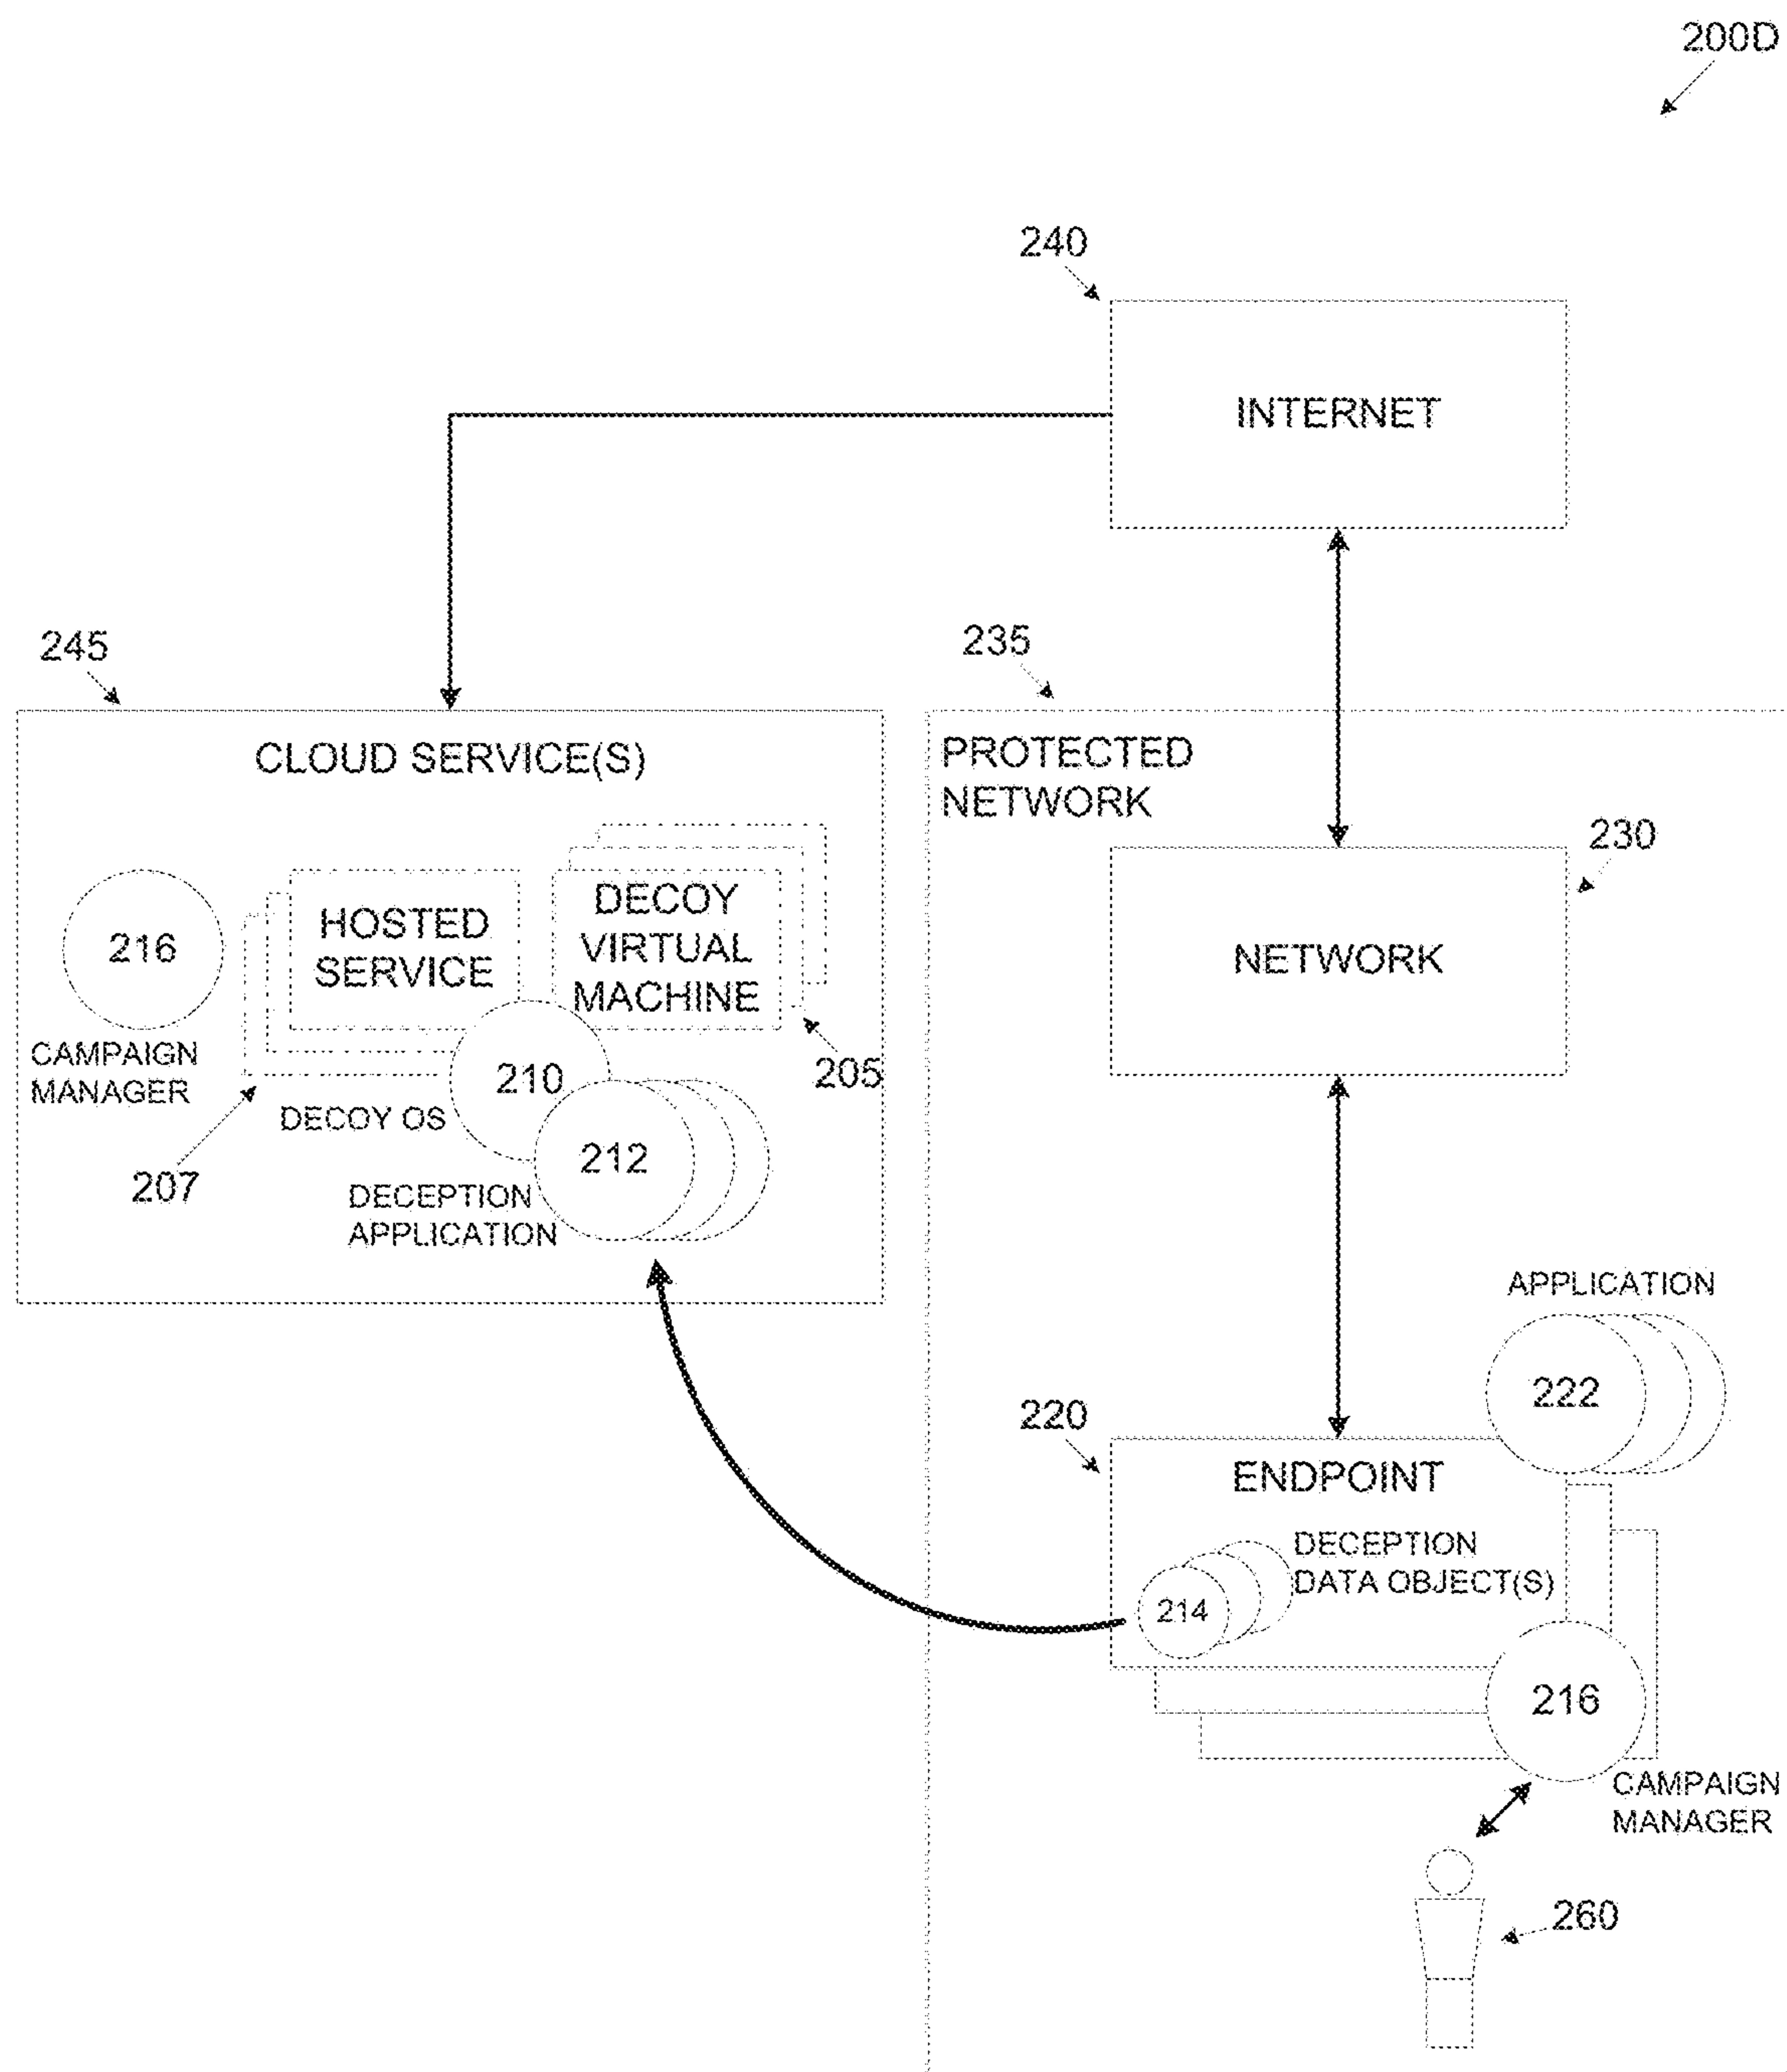 200D
240
INTERNET
245
235
CLOUD SERVICE(S)
PROTECTED
NETWORK
230
NETWORK
216
HOSTED
SERVICE
DECOY
VIRTUAL
MACHINE
CAMPAIGN
MANAGER
210
205
DECOY OS
207
212
DECEPTION
APPLICATION
APPLICATION
222
220
ENDPOINT
DECEPTION
DATA OBJECT(S)
214
216
CAMPAIGN
MANAGER
260